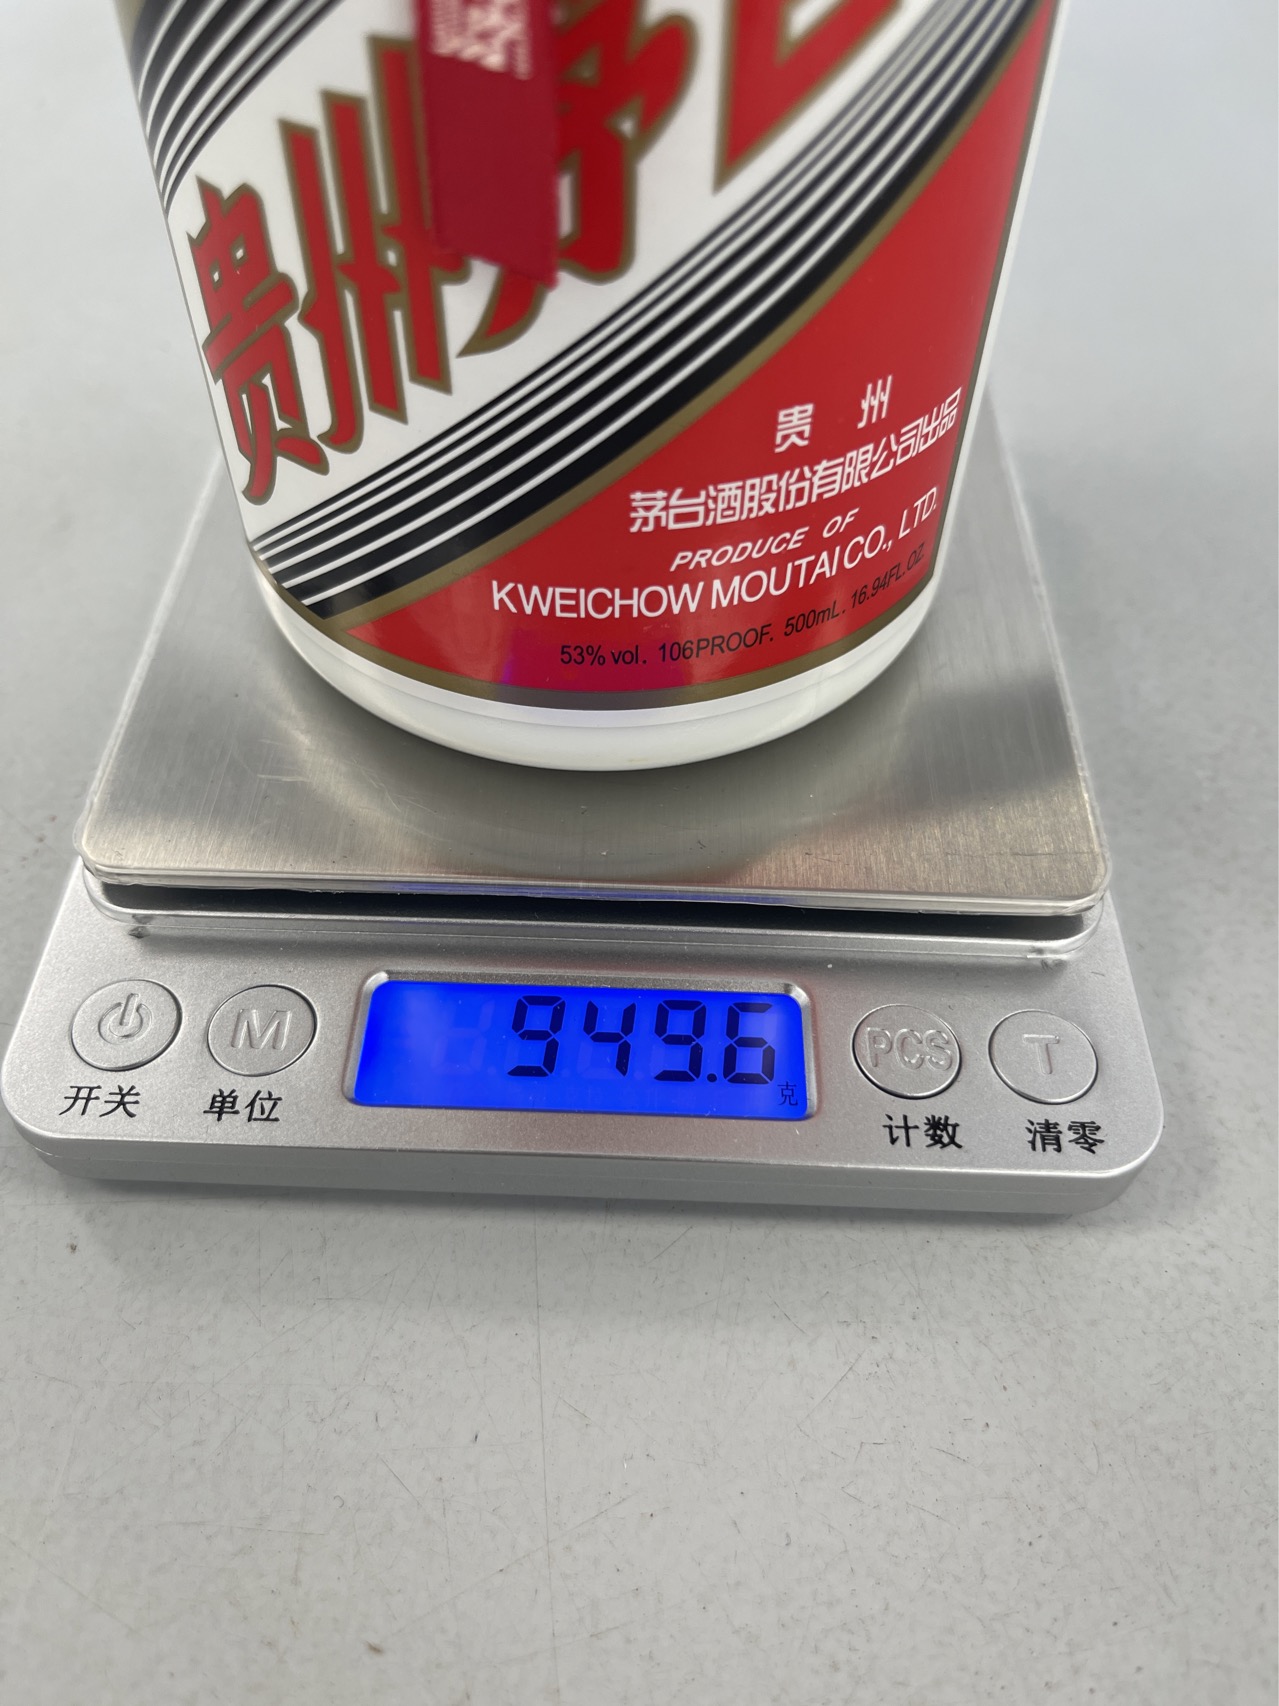 贵州茅
贵 州
茅台酒股份有限公司出品
PRODUCE OF
KWEICHOW MOUTAI CO., LTD.
53% vol. 106PROOF. 500mL. 16.94FL.OZ
949.6
克
M
PCS
T
开关
单位
计数
清零